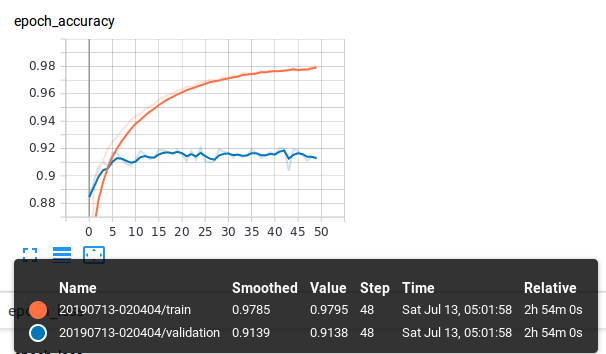 epoch_accuracy
0.98
0.96
0.94
0.92
0.9
0.88
0 5 10 15 20 25 30 35 40 45 50
Name Smoothed Value Step Time Relative
20190713-020404/train 0.9785 0.9795 48 Sat Jul 13, 05:01:58 2h 54m 0s
20190713-020404/validation 0.9139 0.9138 48 Sat Jul 13, 05:01:58 2h 54m 0s